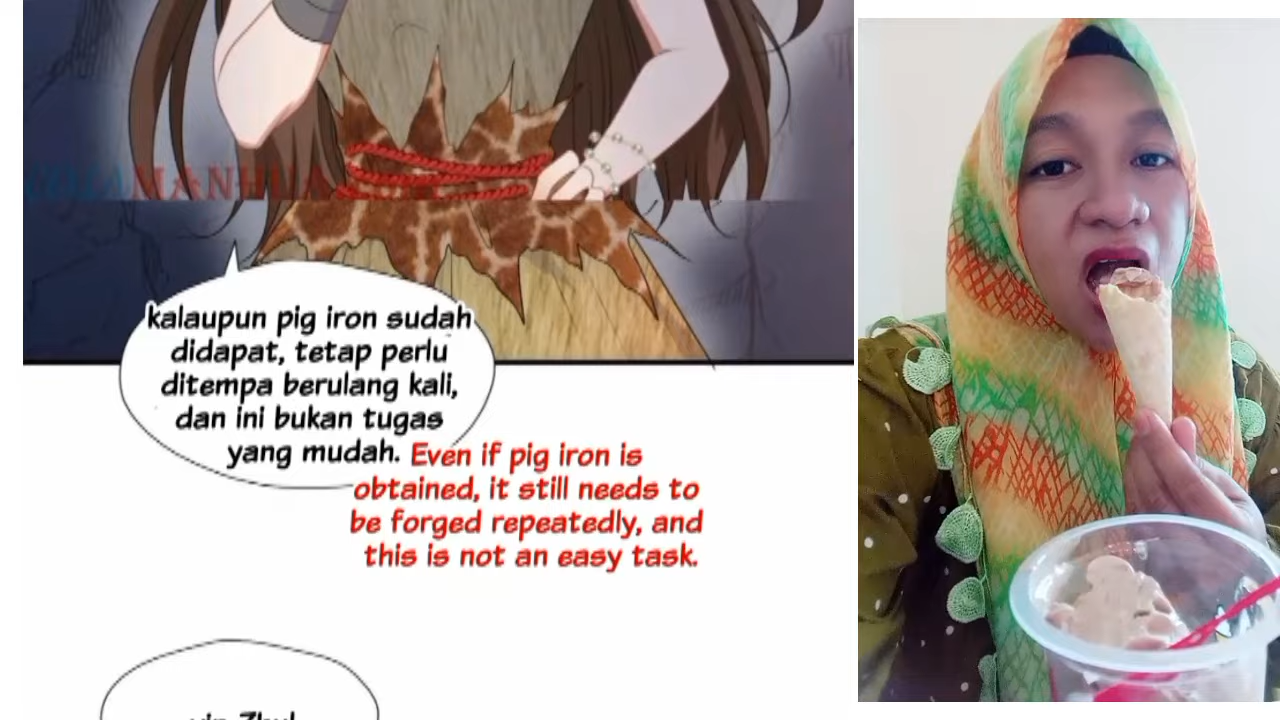 MANHUA
kalaupun pig iron sudah
didapat, tetap perlu
ditempa berulang kali,
dan ini bukan tugas
yang mudah.
Even if pig iron is
obtained, it still needs to
be forged repeatedly, and
this is not an easy task.